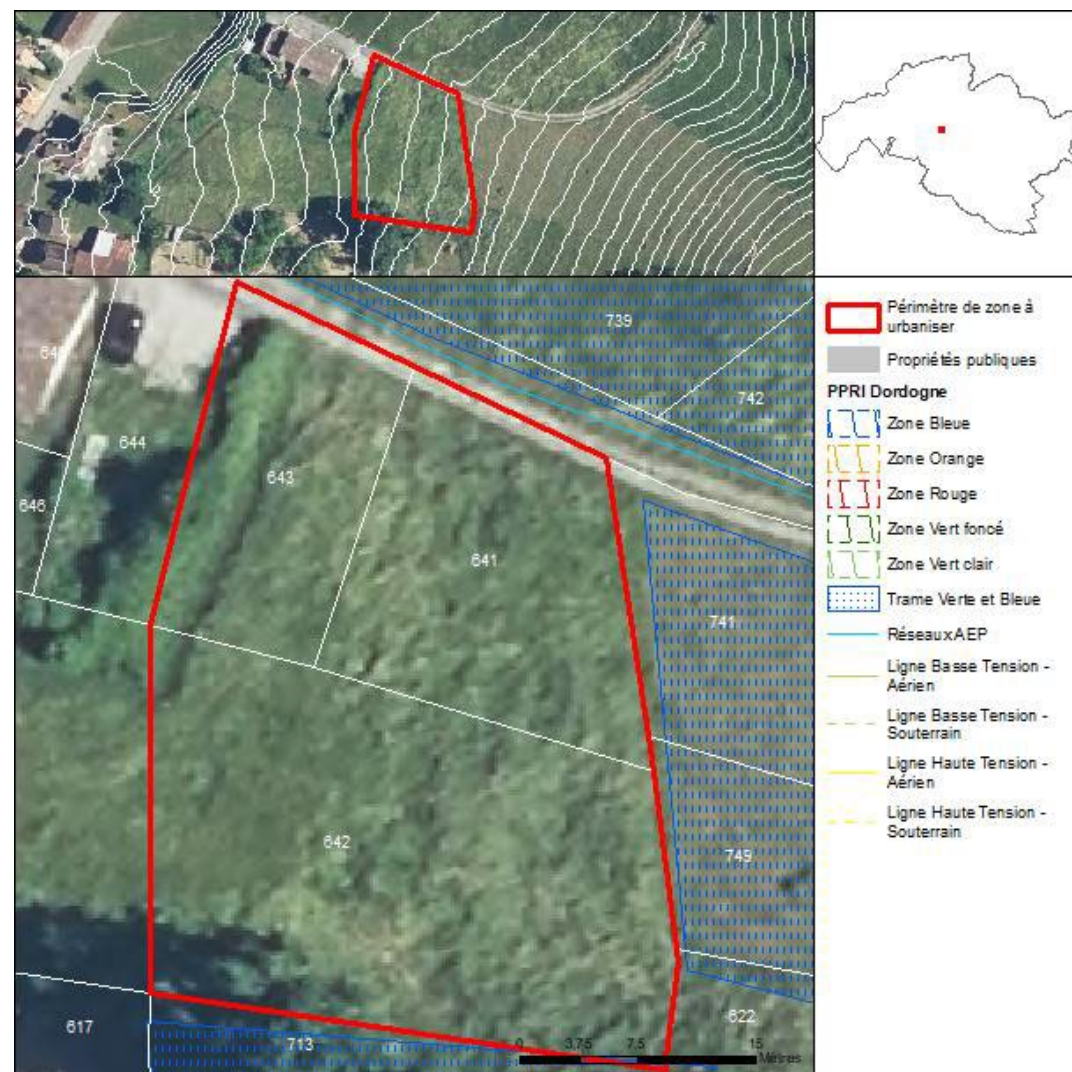 739
742
644
643
646
641
741
642
749
617
713
622
0 3,75 7,5 15
Mètres
Périmètre de zone à
urbaniser
Propriétés publiques
PPRI Dordogne
Zone Bleue
Zone Orange
Zone Rouge
Zone Vert foncé
Zone Vert clair
Trame Verte et Bleue
Réseaux AEP
Ligne Basse Tension -
Aérien
Ligne Basse Tension -
Souterrain
Ligne Haute Tension -
Aérien
Ligne Haute Tension -
Souterrain